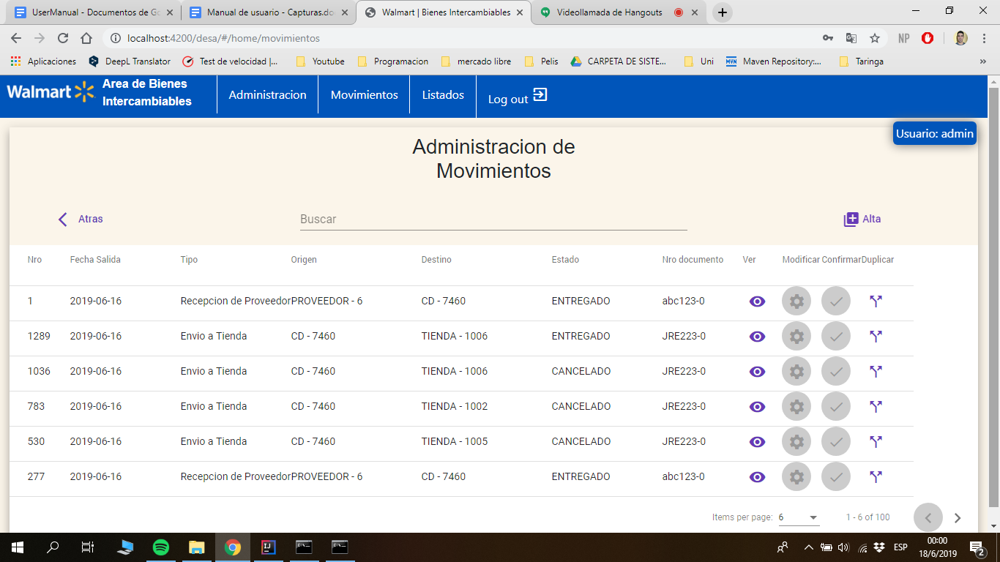 UserManual - Documentos de Go
Manual de usuario - Capturas.do
Walmart | Bienes Intercambiables
Videollamada de Hangouts
localhost:4200/desa/#/home/movimientos
NP
Aplicaciones
DeepL Translator
Test de velocidad |...
Youtube
Programacion
mercado libre
Pelis
CARPETA DE SISTE...
Uni
Maven Repository:...
Taringa
»
Walmart
Area de Bienes
Intercambiables
Administracion
Movimientos
Listados
Log out
Usuario: admin
Administracion de
Movimientos
Atras
Buscar
Alta
Nro Fecha Salida Tipo Origen Destino Estado Nro documento Ver Modificar Confirmar Duplicar
1 2019-06-16 Recepcion de Proveedor PROVEEDOR - 6 CD - 7460 ENTREGADO abc123-0
1289 2019-06-16 Envio a Tienda CD - 7460 TIENDA - 1006 ENTREGADO JRE223-0
1036 2019-06-16 Envio a Tienda CD - 7460 TIENDA - 1006 CANCELADO JRE223-0
783 2019-06-16 Envio a Tienda CD - 7460 TIENDA - 1002 CANCELADO JRE223-0
530 2019-06-16 Envio a Tienda CD - 7460 TIENDA - 1005 CANCELADO JRE223-0
277 2019-06-16 Recepcion de Proveedor PROVEEDOR - 6 CD - 7460 ENTREGADO abc123-0
Items per page: 6 1 - 6 of 100
ESP
00:00
18/6/2019
2